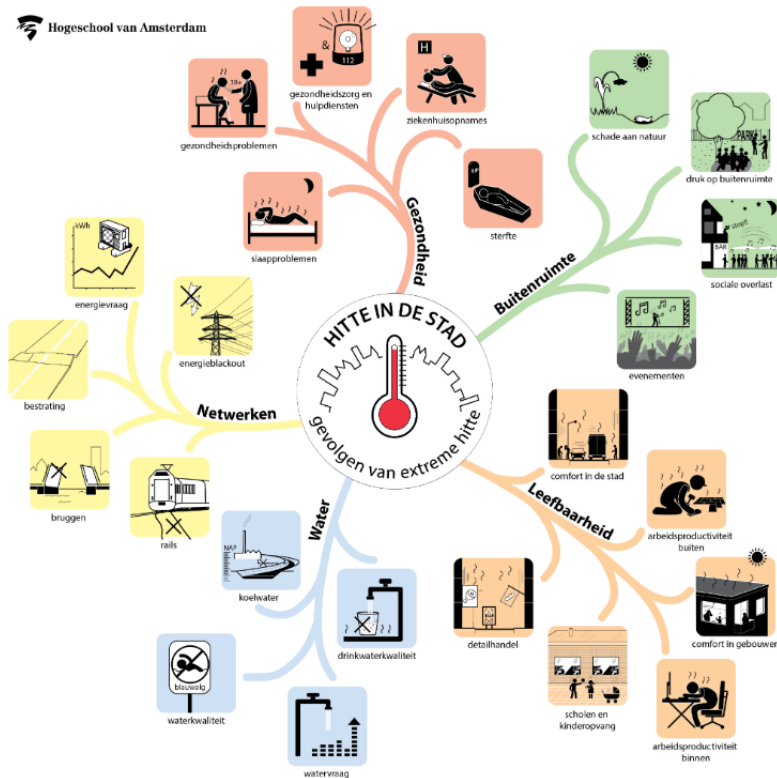 Hogeschool van Amsterdam
HITTE IN DE STAD
gevolgen van extreme hitte
Gezondheid
gezondheidsproblemen
18+
&
112
gezondheidszorg en
hulpdiensten
H
ziekenhuisopnames
slaapproblemen
RIP
sterfte
Buitenruimte
schade aan natuur
PARK
druk op buitenruimte
stop!!
BAR
sociale overlast
evenementen
Leefbaarheid
comfort in de stad
arbeidsproductiviteit
buiten
comfort in gebouwen
arbeidsproductiviteit
binnen
scholen en
kinderopvang
detailhandel
Water
NAP
koelwater
drinkwaterkwaliteit
blauwalg
waterkwaliteit
watervraag
Netwerken
kWh
energievraag
energieblackout
bestrating
bruggen
rails